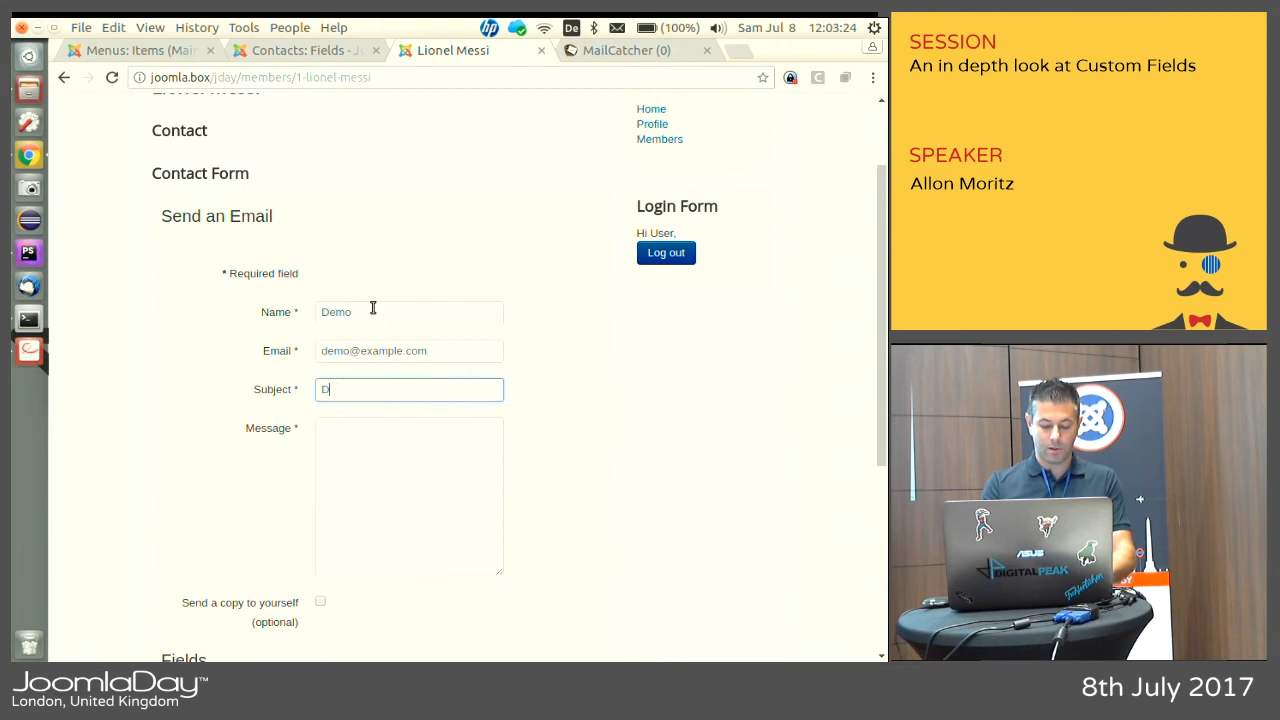 File Edit View History Tools People Help
De
(100%)
Sam Jul 8 12:03:24
Menus: Items (Main
Contacts: Fields - J
Lionel Messi
MailCatcher (0)
joomla.box/jday/members/1-lionel-messi
Contact
Contact Form
Send an Email
* Required field
Name *
Demo
Email *
demo@example.com
Subject *
D
Message *
Send a copy to yourself
(optional)
Fields
Home
Profile
Members
Login Form
Hi User,
Log out
SESSION
An in depth look at Custom Fields
SPEAKER
Allon Moritz
ASUS
DIGITALPEAK
JoomlaDay™
London, United Kingdom
8th July 2017